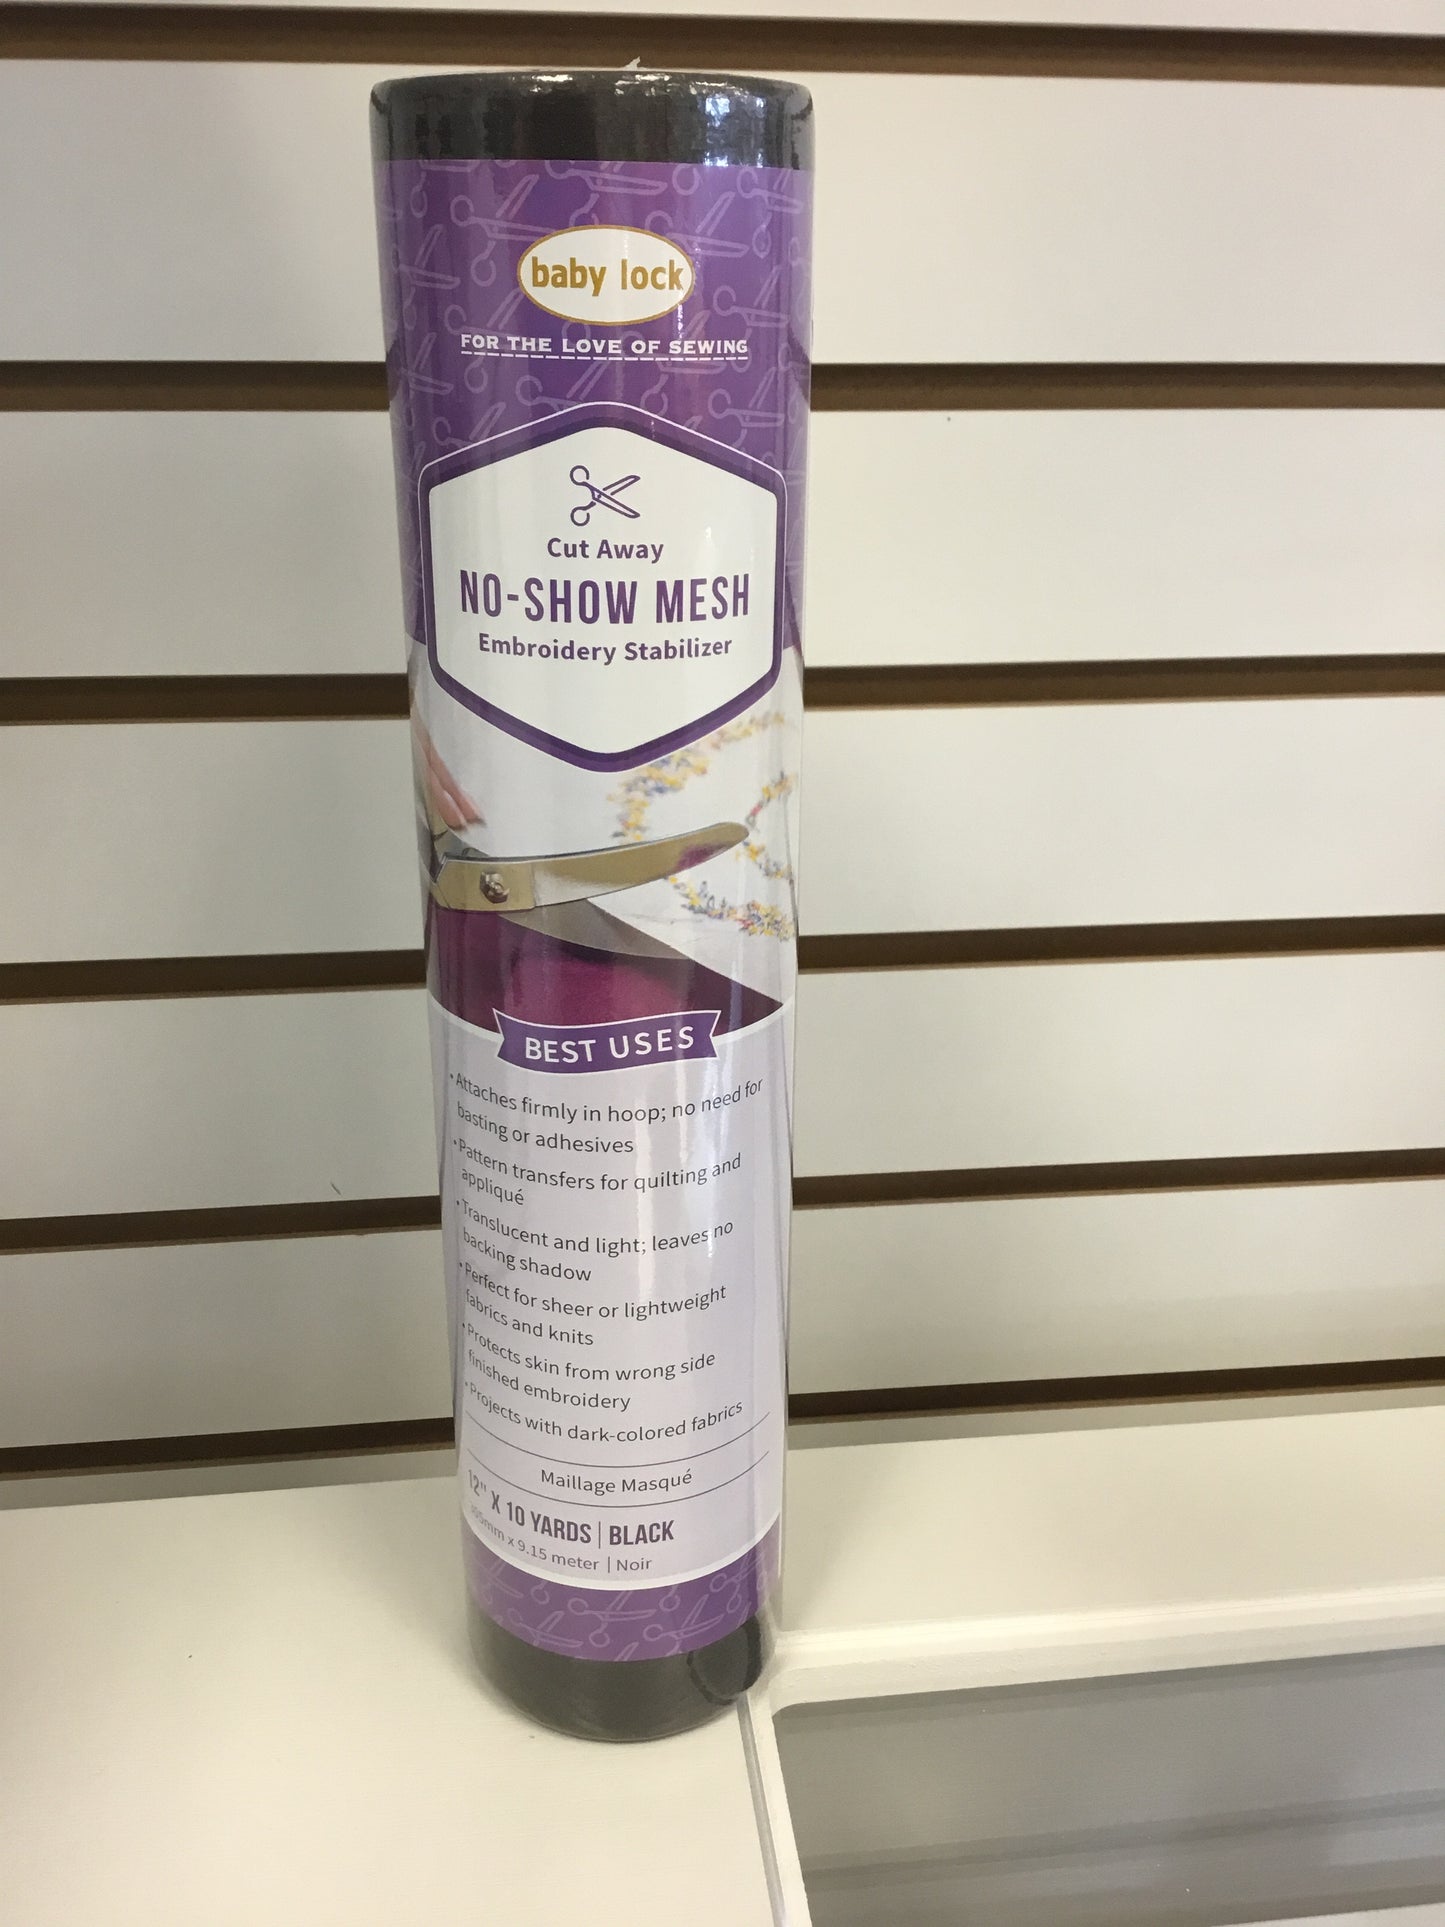 baby lock
FOR THE LOVE OF SEWING
Cut Away
NO-SHOW MESH
Embroidery Stabilizer
BEST USES
•Attaches firmly in hoop; no need for
basting or adhesives
•Pattern transfers for quilting and
appliqué
•Translucent and light; leaves no
backing shadow
•Perfect for sheer or lightweight
fabrics and knits
•Protects skin from wrong side
finished embroidery
•Projects with dark-colored fabrics
Maillage Masqué
12" X 10 YARDS | BLACK
x 9.15 meter | Noir